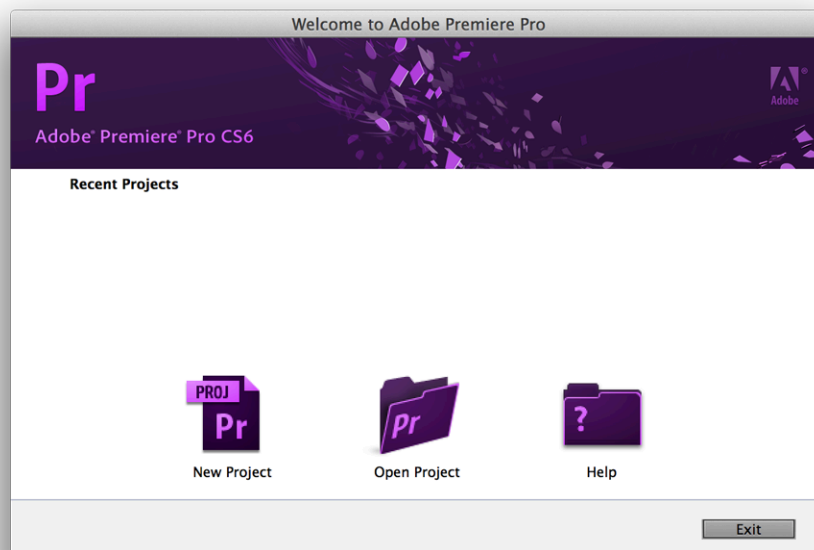 Welcome to Adobe Premiere Pro
Pr
Adobe® Premiere® Pro CS6
Adobe®
Recent Projects
PROJ
Pr
Pr
?
New Project
Open Project
Help
Exit